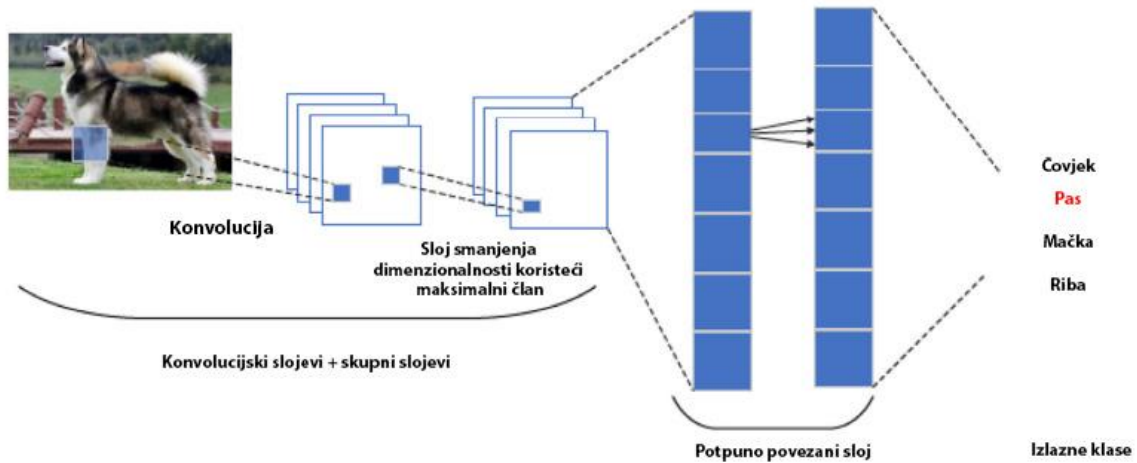 Konvolucija
Sloj smanjenja
dimenzionalnosti koristeći
maksimalni član
Konvolucijski slojevi + skupni slojevi
Potpuno povezani sloj
Čovjek
Pas
Mačka
Riba
Izlazne klase